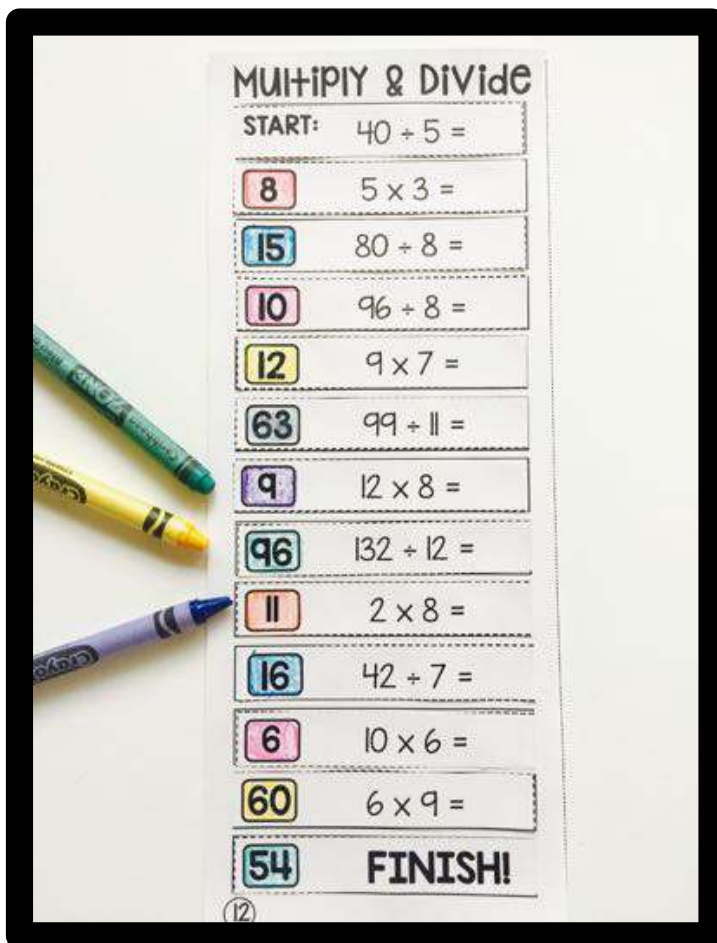 Multiply & Divide
START: 40 ÷ 5 =
8 5 x 3 =
15 80 ÷ 8 =
10 96 ÷ 8 =
12 9 x 7 =
63 99 ÷ 11 =
9 12 x 8 =
96 132 ÷ 12 =
11 2 x 8 =
16 42 ÷ 7 =
6 10 x 6 =
60 6 x 9 =
54 FINISH!
12